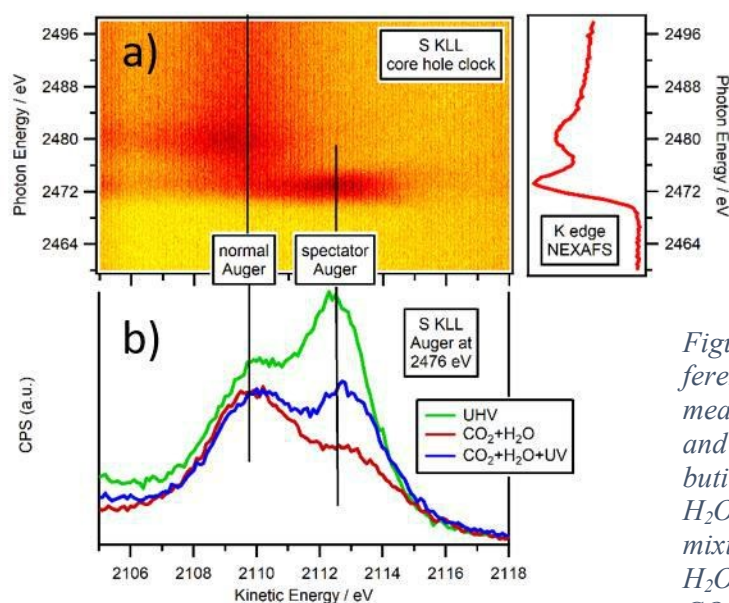 a)
S KLL
core hole clock
Photon Energy / eV
2496
2488
2480
2472
2464
normal
Auger
spectator
Auger
2496
2488
2480
2472
2464
Photon Energy / eV
K edge
NEXAFS
b)
S KLL
Auger at
2476 eV
CPS (a.u.)
UHV
CO₂+H₂O
CO₂+H₂O+UV
2106
2108
2110
2112
2114
2116
2118
Kinetic Energy / eV
Figu
feren
mea
and
buti
H₂O
mixt
H₂O